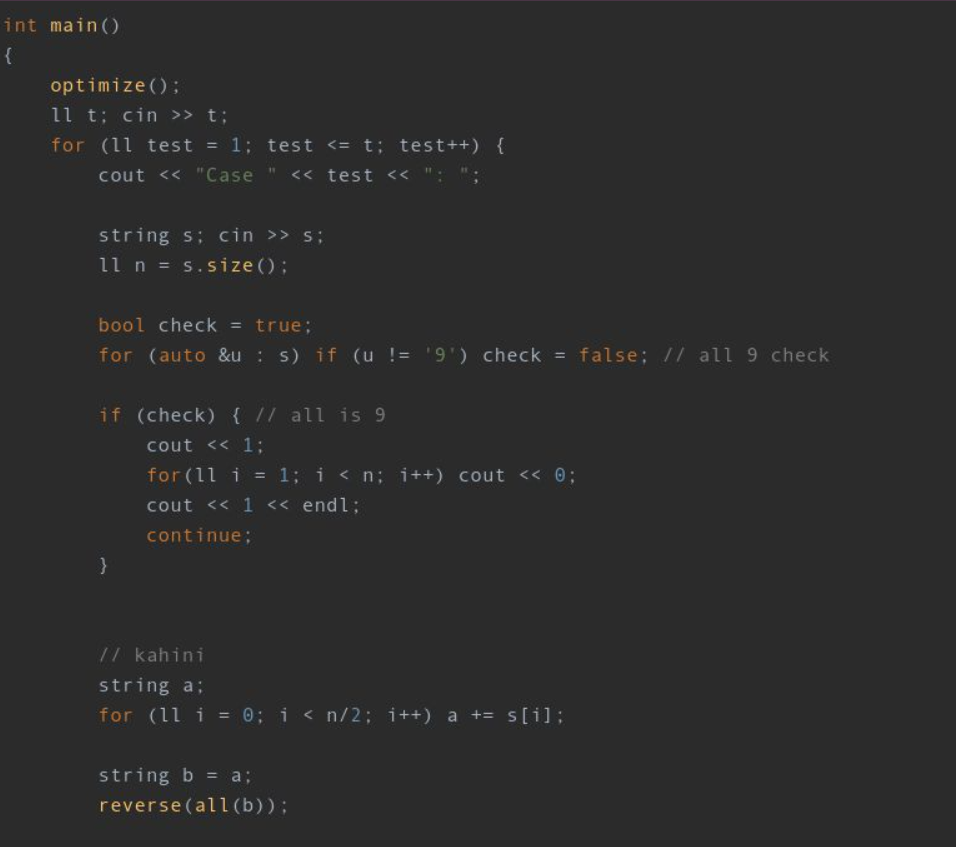 int main()
{
    optimize();
    ll t; cin >> t;
    for (ll test = 1; test <= t; test++) {
        cout << "Case " << test << ": ";

        string s; cin >> s;
        ll n = s.size();

        bool check = true;
        for (auto &u : s) if (u != '9') check = false; // all 9 check

        if (check) { // all is 9
            cout << 1;
            for(ll i = 1; i < n; i++) cout << 0;
            cout << 1 << endl;
            continue;
        }


        // kahini
        string a;
        for (ll i = 0; i < n/2; i++) a += s[i];

        string b = a;
        reverse(all(b));